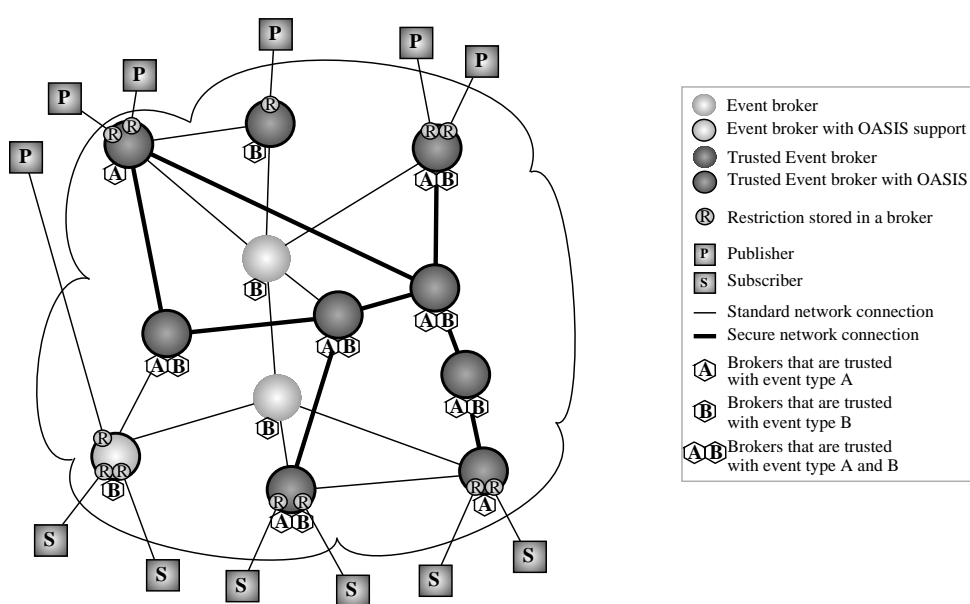 P
P
P
P
P
R
R
R
R
R
A
B
A B
P
B
A B
A B
A B
A B
B
R
R R
B
R R
A B
R R
A
S
S
S
S
S
S
Event broker
Event broker with OASIS support
Trusted Event broker
Trusted Event broker with OASIS
R Restriction stored in a broker
P Publisher
S Subscriber
Standard network connection
Secure network connection
A Brokers that are trusted
with event type A
B Brokers that are trusted
with event type B
A B Brokers that are trusted
with event type A and B